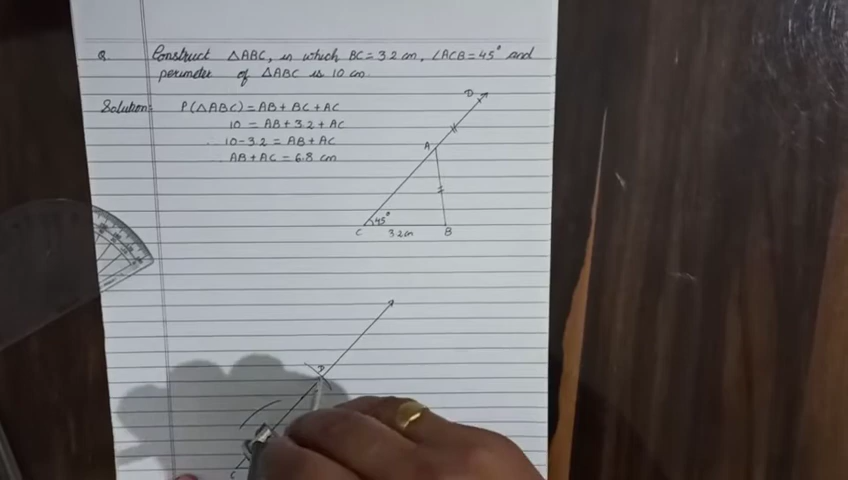 Q. Construct △ABC, in which BC = 3.2 cm, ∠ACB = 45° and
perimeter of △ABC is 10 cm.
Solution: P(△ABC) = AB + BC + AC
10 = AB + 3.2 + AC
∴ 10 - 3.2 = AB + AC
∴ AB + AC = 6.8 cm
D
A
45°
C 3.2 cm B
D
C